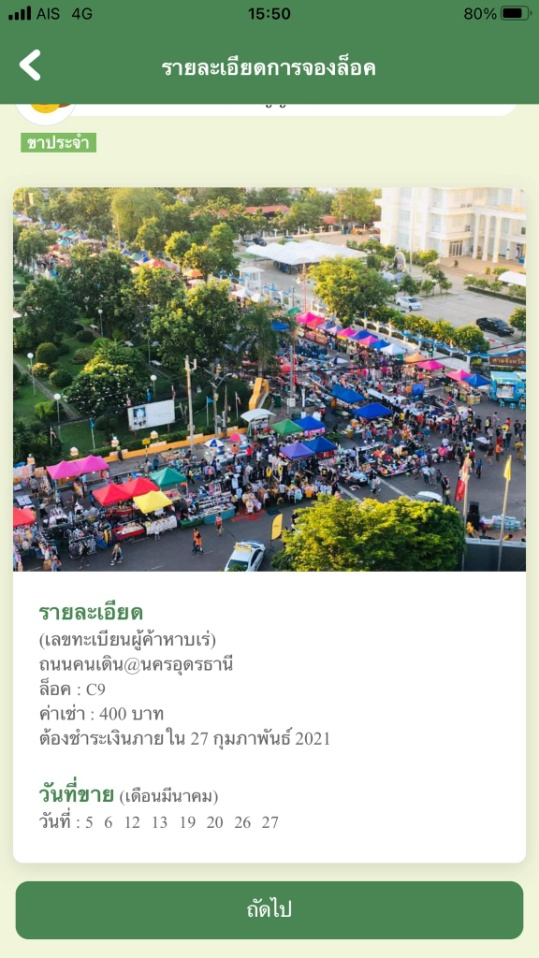 AIS 4G 15:50 80%
รายละเอียดการจองล็อค
ขาประจำ
รายละเอียด
(เลขทะเบียนผู้ค้าหาบเร่)
ถนนคนเดิน@นครอุดรธานี
ล็อค : C9
ค่าเช่า : 400 บาท
ต้องชำระเงินภายใน 27 กุมภาพันธ์ 2021
วันที่ขาย (เดือนมีนาคม)
วันที่ : 5 6 12 13 19 20 26 27
ถัดไป